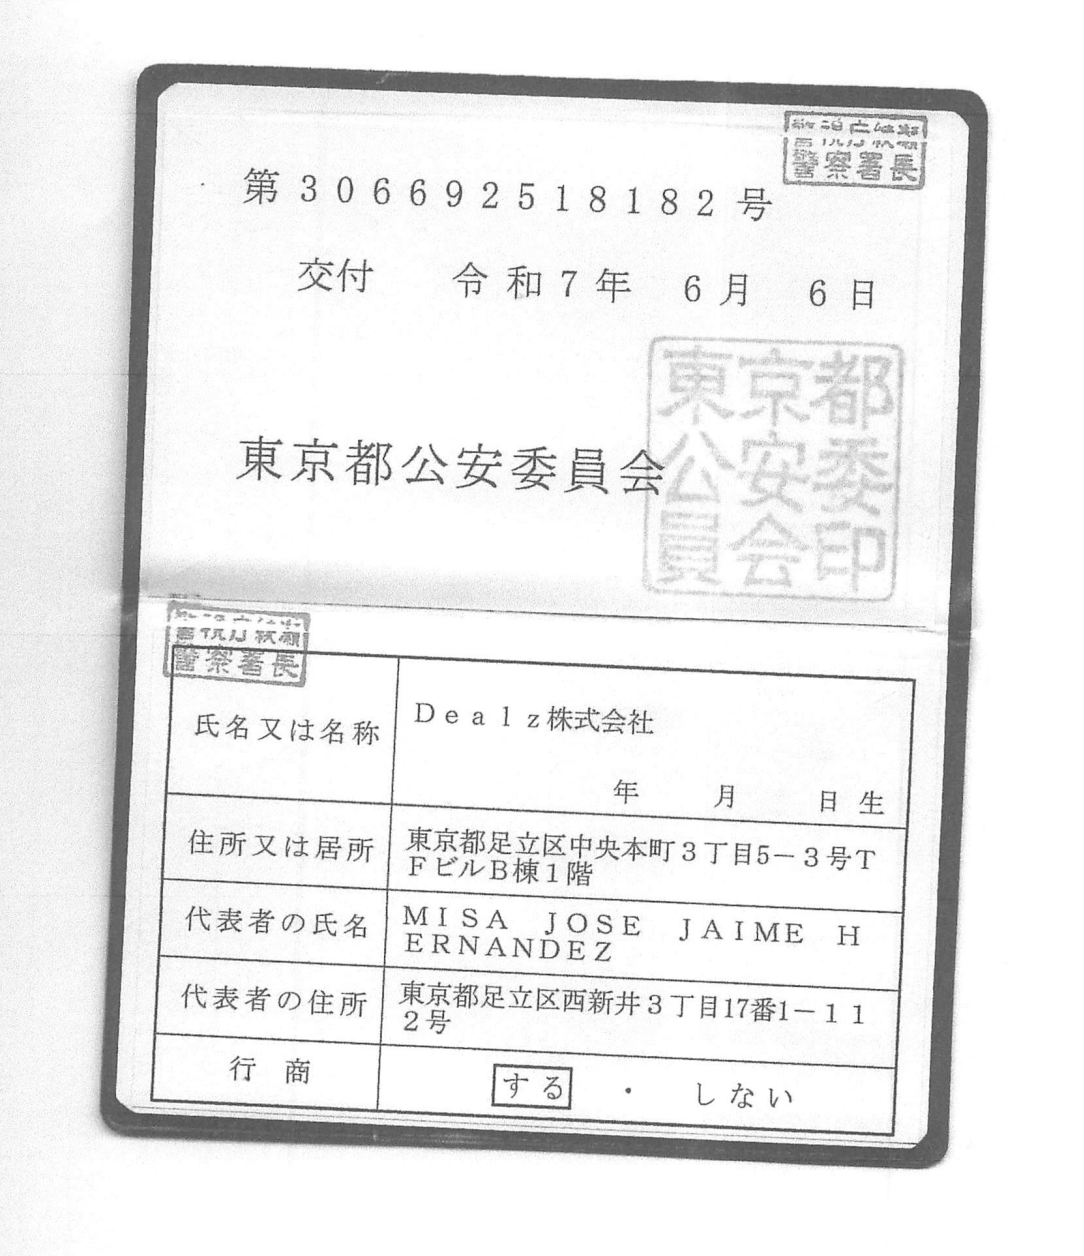 警察署長
第306692518182号
交付 令和7年 6月 6日
東京都公安委員会
東京都
公安委
員会印
警察署長
氏名又は名称
Dealz株式会社
年 月 日生
住所又は居所
東京都足立区中央本町3丁目5-3号T
FビルB棟1階
代表者の氏名
MISA JOSE JAIME H
ERNANDEZ
代表者の住所
東京都足立区西新井3丁目17番1-11
2号
行商
する ・ しない